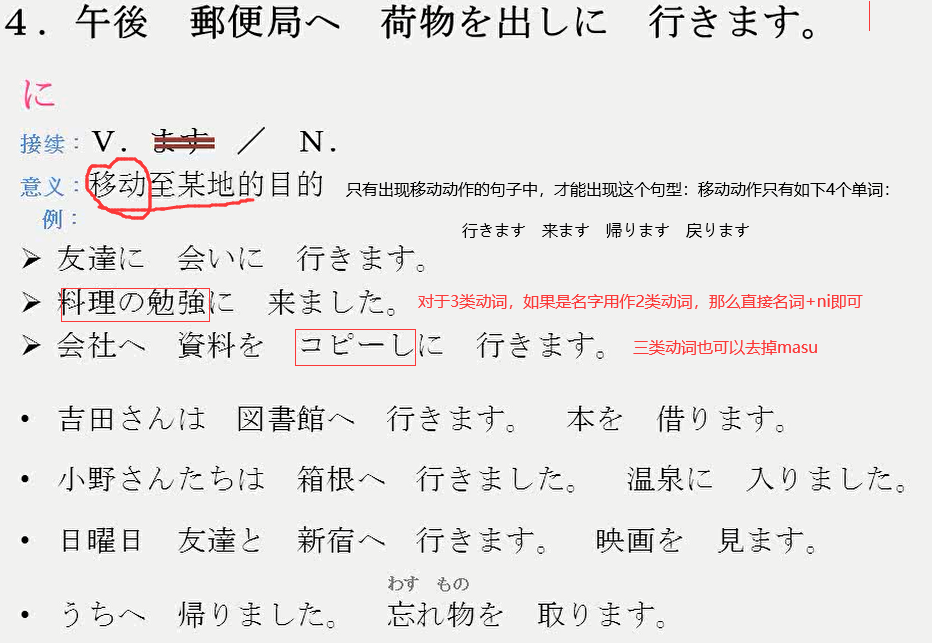 4．午後　郵便局へ　荷物を出しに　行きます。
に
接续：V．ます ／ N．
意义：移动至某地的目的 只有出现移动动作的句子中，才能出现这个句型：移动动作只有如下4个单词：
行きます 来ます 帰ります 戻ります
例：
➢ 友達に　会いに　行きます。
➢ 料理の勉強に　来ました。 对于3类动词，如果是名字用作2类动词，那么直接名词+ni即可
➢ 会社へ　資料を　コピーしに　行きます。 三类动词也可以去掉masu
• 吉田さんは　図書館へ　行きます。　本を　借ります。
• 小野さんたちは　箱根へ　行きました。　温泉に　入りました。
• 日曜日　友達と　新宿へ　行きます。　映画を　見ます。
わす　もの
• うちへ　帰りました。　忘れ物を　取ります。